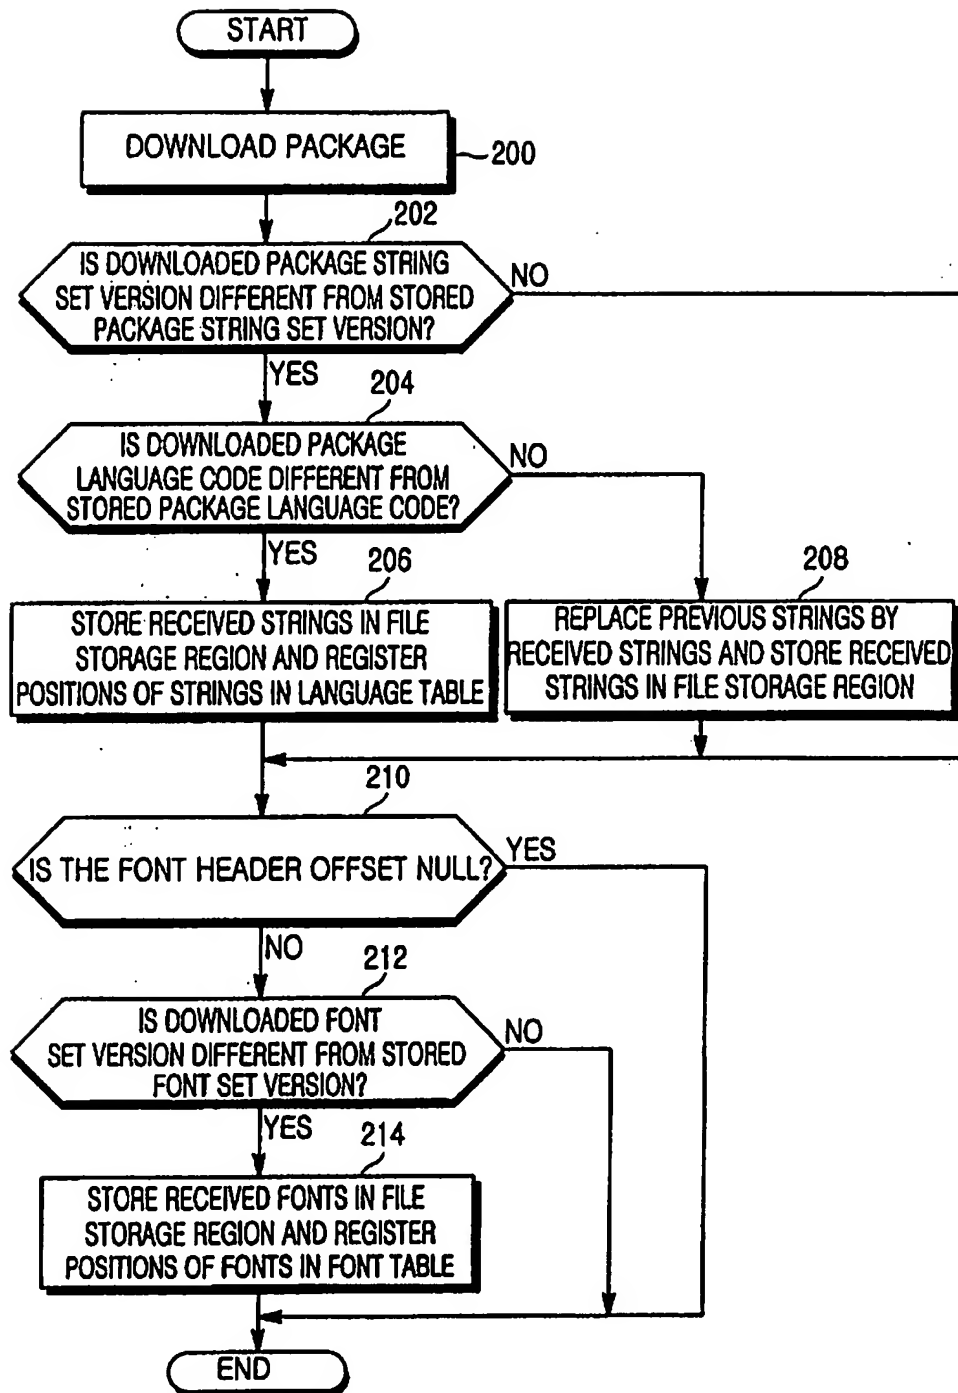 START
DOWNLOAD PACKAGE
200
202
IS DOWNLOADED PACKAGE STRING
SET VERSION DIFFERENT FROM STORED
PACKAGE STRING SET VERSION?
NO
YES
204
IS DOWNLOADED PACKAGE
LANGUAGE CODE DIFFERENT FROM
STORED PACKAGE LANGUAGE CODE?
NO
YES
206
STORE RECEIVED STRINGS IN FILE
STORAGE REGION AND REGISTER
POSITIONS OF STRINGS IN LANGUAGE TABLE
208
REPLACE PREVIOUS STRINGS BY
RECEIVED STRINGS AND STORE RECEIVED
STRINGS IN FILE STORAGE REGION
210
IS THE FONT HEADER OFFSET NULL?
YES
NO
212
IS DOWNLOADED FONT
SET VERSION DIFFERENT FROM STORED
FONT SET VERSION?
NO
YES
214
STORE RECEIVED FONTS IN FILE
STORAGE REGION AND REGISTER
POSITIONS OF FONTS IN FONT TABLE
END